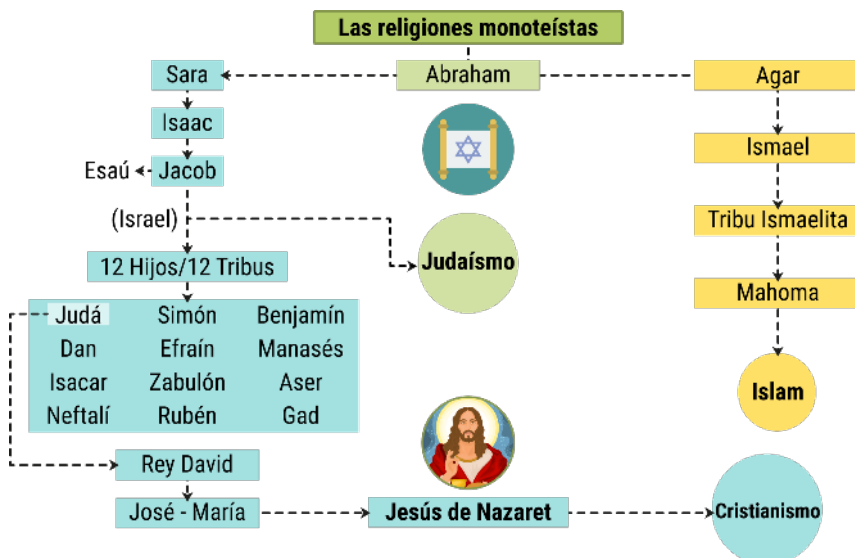 Las religiones monoteístas
Sara
Abraham
Agar
Isaac
Ismael
Esaú
Jacob
(Israel)
Tribu Ismaelita
Judaísmo
12 Hijos/12 Tribus
Mahoma
Judá Simón Benjamín
Dan Efraín Manasés
Isacar Zabulón Aser
Neftalí Rubén Gad
Islam
Rey David
José - María
Jesús de Nazaret
Cristianismo